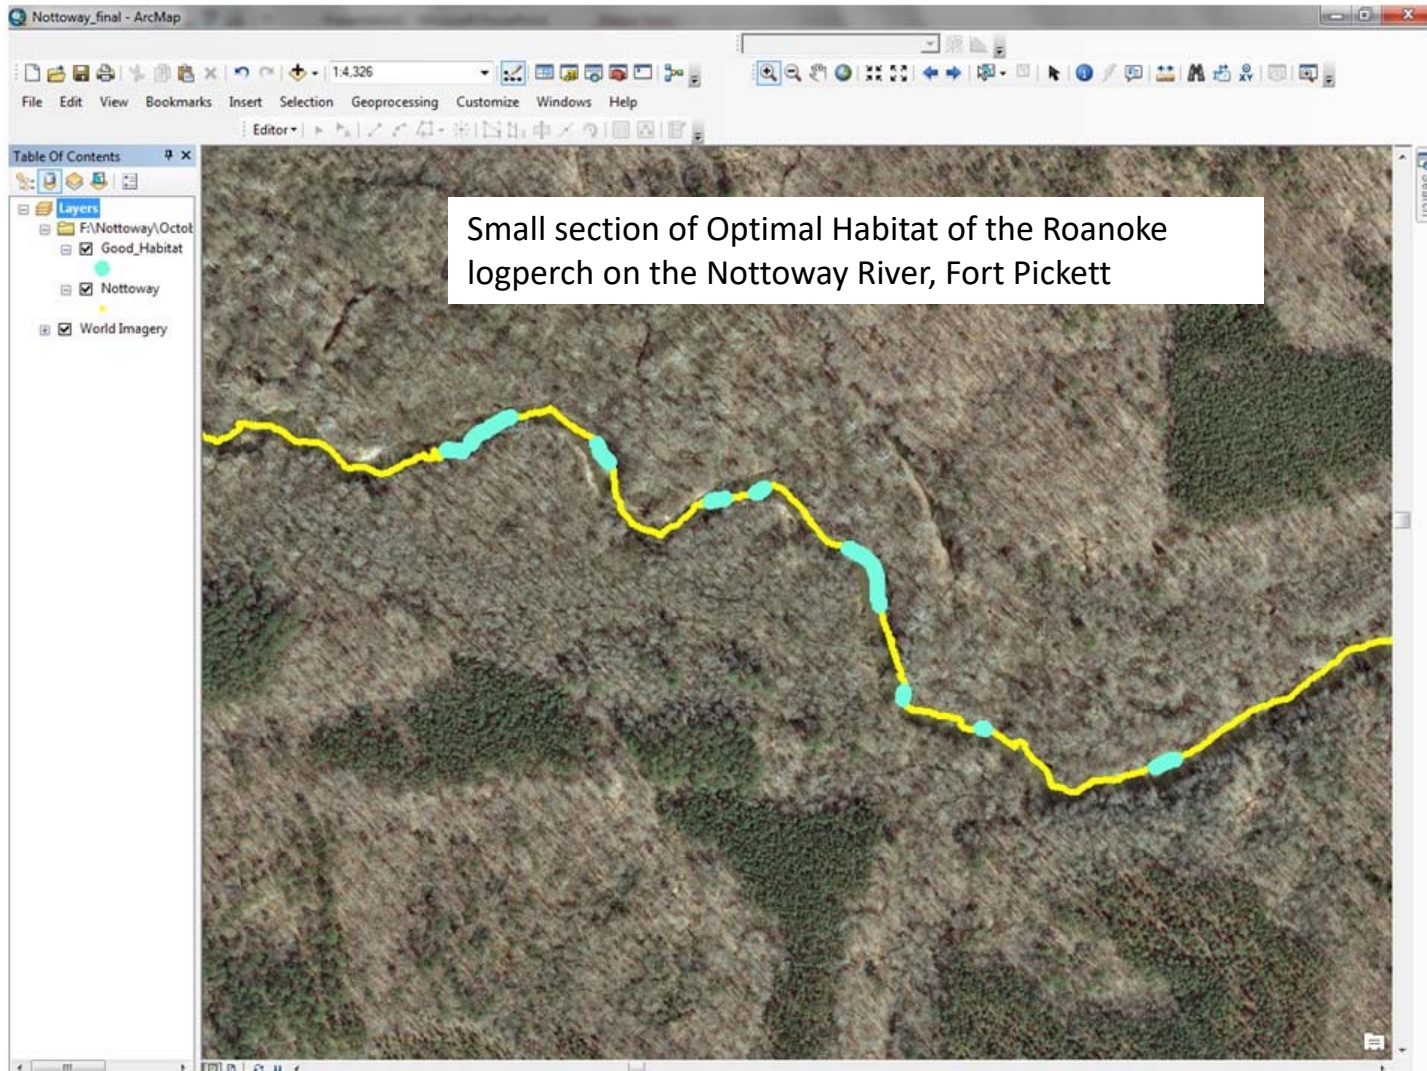 Nottoway_final - ArcMap
1:4,326
File Edit View Bookmarks Insert Selection Geoprocessing Customize Windows Help
Editor
Table Of Contents
Layers
F:\Nottoway\Octob
Good_Habitat
Nottoway
World Imagery
Small section of Optimal Habitat of the Roanoke
logperch on the Nottoway River, Fort Pickett
Search